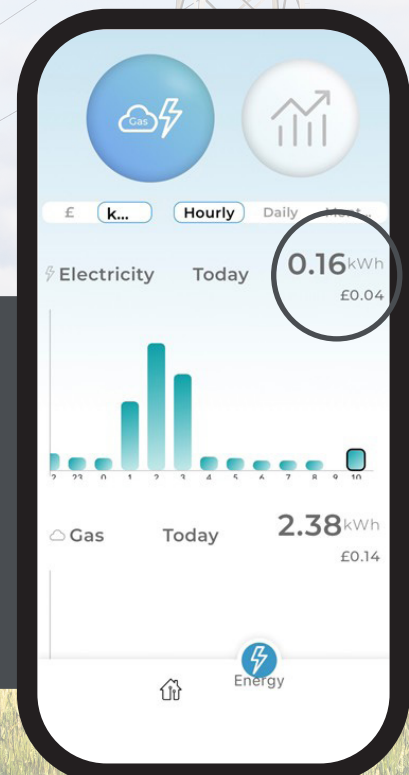 Gas
£ k... Hourly Daily
Electricity Today 0.16kWh
£0.04
2 23 0 1 2 3 4 5 6 7 8 9 10
Gas Today 2.38kWh
£0.14
Energy